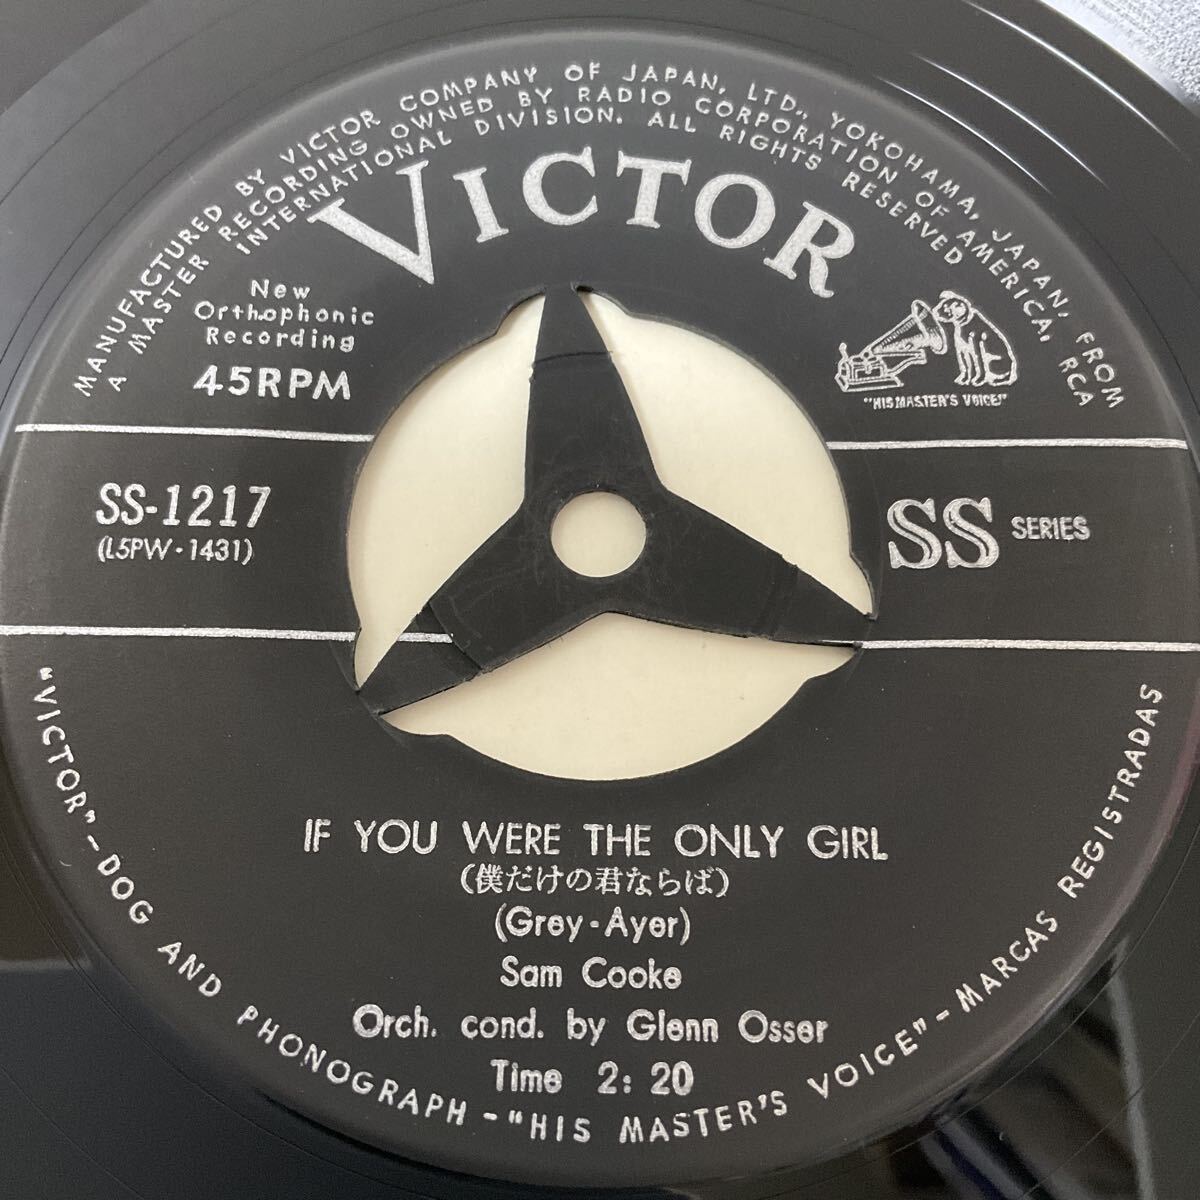 MANUFACTURED BY VICTOR COMPANY OF JAPAN, LTD., YOKOHAMA, JAPAN, FROM
A MASTER RECORDING OWNED BY RADIO CORPORATION OF AMERICA, RCA
INTERNATIONAL DIVISION. ALL RIGHTS RESERVED
VICTOR
New
Orthophonic
Recording
45RPM
"HIS MASTER'S VOICE"
SS-1217
(L5PW·1431)
SS SERIES
IF YOU WERE THE ONLY GIRL
(僕だけの君ならば)
(Grey·Ayer)
Sam Cooke
Orch. cond. by Glenn Osser
Time 2:20
"VICTOR"–DOG AND PHONOGRAPH–"HIS MASTER'S VOICE"–MARCAS REGISTRADAS